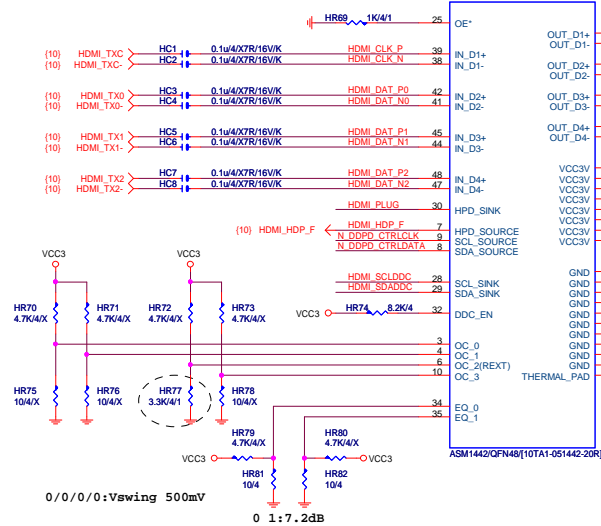 HR69 1K/4/1 25 OE*
OUT_D1+
OUT_D1-
{10} HDMI_TXC HC1 0.1u/4/X7R/16V/K HDMI_CLK_P 39 IN_D1+
{10} HDMI_TXC- HC2 0.1u/4/X7R/16V/K HDMI_CLK_N 38 IN_D1-
OUT_D2+
OUT_D2-
{10} HDMI_TX0 HC3 0.1u/4/X7R/16V/K HDMI_DAT_P0 42 IN_D2+
{10} HDMI_TX0- HC4 0.1u/4/X7R/16V/K HDMI_DAT_N0 41 IN_D2-
OUT_D3+
OUT_D3-
OUT_D4+
OUT_D4-
{10} HDMI_TX1 HC5 0.1u/4/X7R/16V/K HDMI_DAT_P1 45 IN_D3+
{10} HDMI_TX1- HC6 0.1u/4/X7R/16V/K HDMI_DAT_N1 44 IN_D3-
{10} HDMI_TX2 HC7 0.1u/4/X7R/16V/K HDMI_DAT_P2 48 IN_D4+
{10} HDMI_TX2- HC8 0.1u/4/X7R/16V/K HDMI_DAT_N2 47 IN_D4-
VCC3V
VCC3V
VCC3V
VCC3V
VCC3V
VCC3V
VCC3V
VCC3V
HDMI_PLUG 30 HPD_SINK
{10} HDMI_HDP_F 7 HPD_SOURCE
N_DDPD_CTRLCLK 9 SCL_SOURCE
N_DDPD_CTRLDATA 8 SDA_SOURCE
HDMI_SCLDDC 28 SCL_SINK
HDMI_SDADDC 29 SDA_SINK
VCC3 HR74 8.2K/4 32 DDC_EN
GND
GND
GND
GND
GND
GND
GND
GND
THERMAL_PAD
VCC3 VCC3
HR70 HR71 HR72 HR73
4.7K/4/X 4.7K/4/X 4.7K/4/X 4.7K/4/X
3 OC_0
4 OC_1
6 OC_2(REXT)
10 OC_3
HR75 HR76 HR77 HR78
10/4/X 10/4/X 3.3K/4/1 10/4/X
34 EQ_0
35 EQ_1
HR79 HR80
4.7K/4/X 4.7K/4/X
VCC3 VCC3
HR81 HR82
10/4 10/4
ASM1442/QFN48/[10TA1-051442-20R]
0/0/0/0:Vswing 500mV
0 1:7.2dB